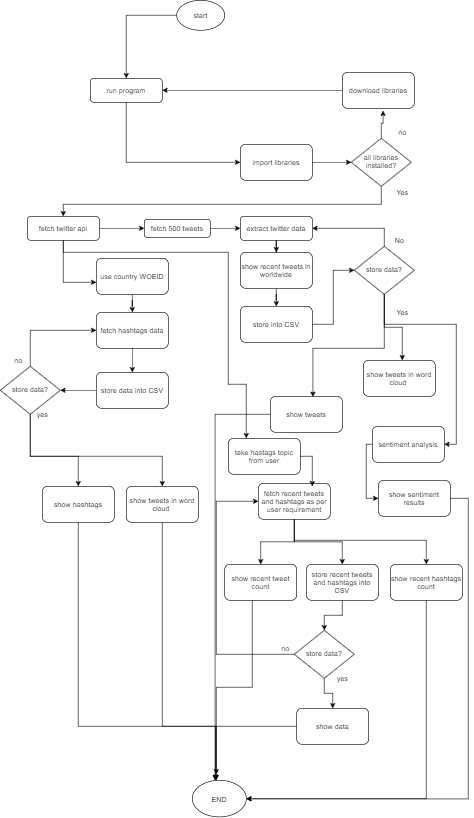 start
run program
download libraries
no
import libraries
all libraries
installed?
Yes
fetch twitter api
fetch 500 tweets
extract twitter data
No
show recent tweets in
worldwide
store data?
use country WOEID
Yes
store into CSV
fetch hashtags data
no
show tweets in word
cloud
store data?
store data into CSV
yes
show tweets
take hastags topic
from user
sentiment analysis
fetch recent tweets
and hashtags as per
user requirement
show hashtags
show tweets in word
cloud
show sentiment
results
show recent tweet
count
store recent tweets
and hashtags into
CSV
show recent hashtags
count
no
store data?
yes
show data
END